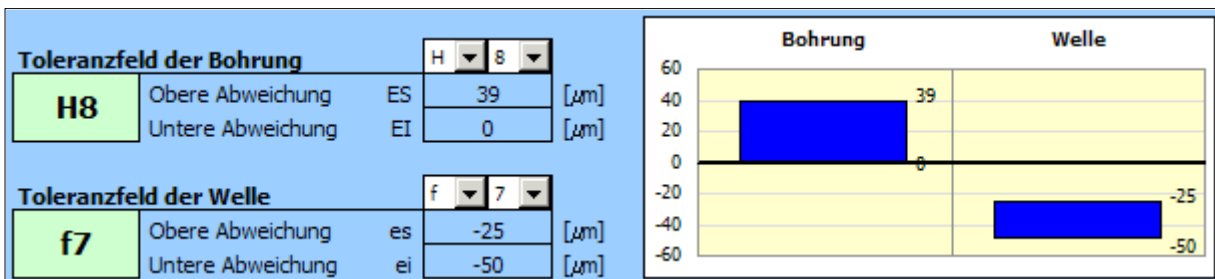 Toleranzfeld der Bohrung H 8
H8
Obere Abweichung ES 39 [μm]
Untere Abweichung EI 0 [μm]
Toleranzfeld der Welle f 7
f7
Obere Abweichung es -25 [μm]
Untere Abweichung ei -50 [μm]
Bohrung Welle
60
40
20
0
-20
-40
-60
39
0
-25
-50